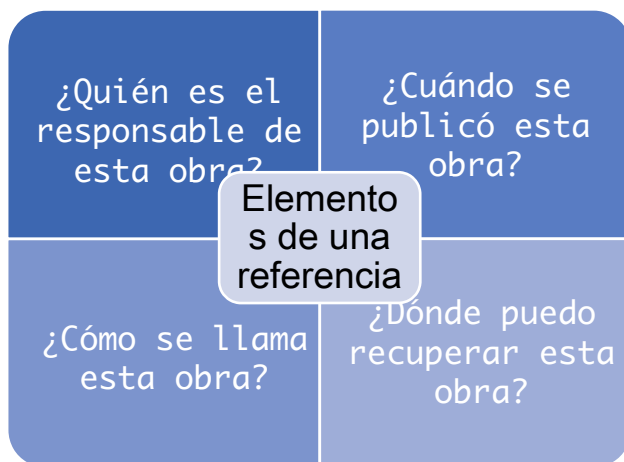 ¿Quién es el
responsable de
esta obra?
¿Cuándo se
publicó esta
obra?
Elemento
s de una
referencia
¿Cómo se llama
esta obra?
¿Dónde puedo
recuperar esta
obra?